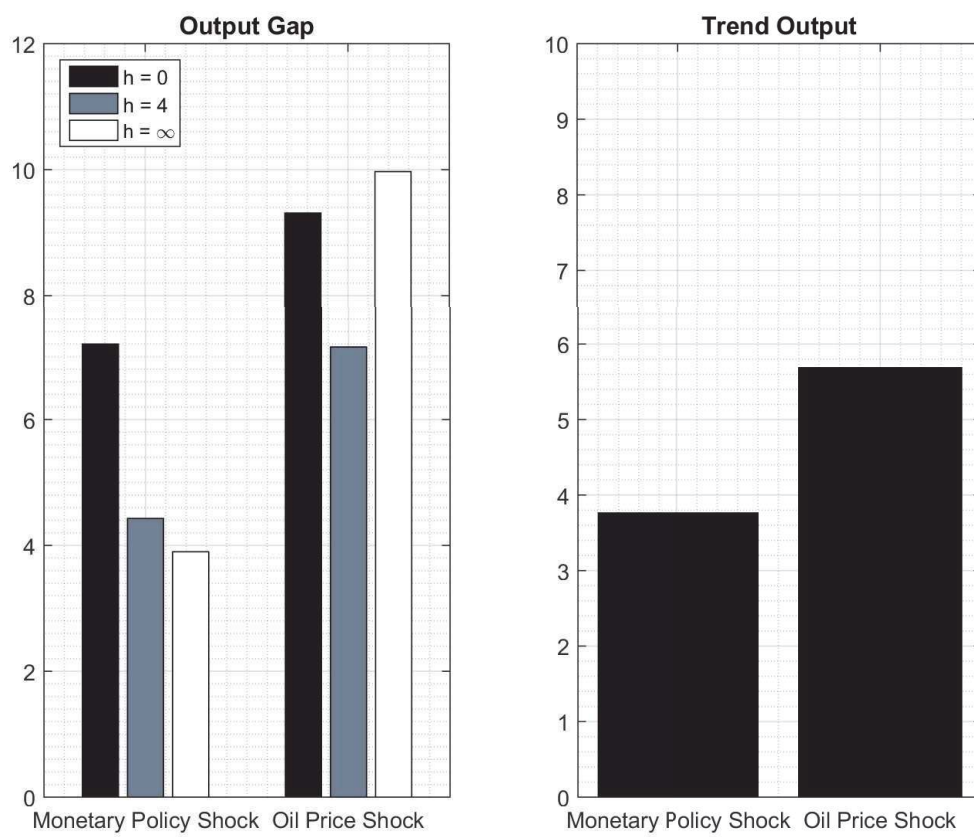 Output Gap
12
10
8
6
4
2
0
h = 0
h = 4
h = ∞
Monetary Policy Shock Oil Price Shock
Trend Output
10
9
8
7
6
5
4
3
2
1
0
Monetary Policy Shock Oil Price Shock